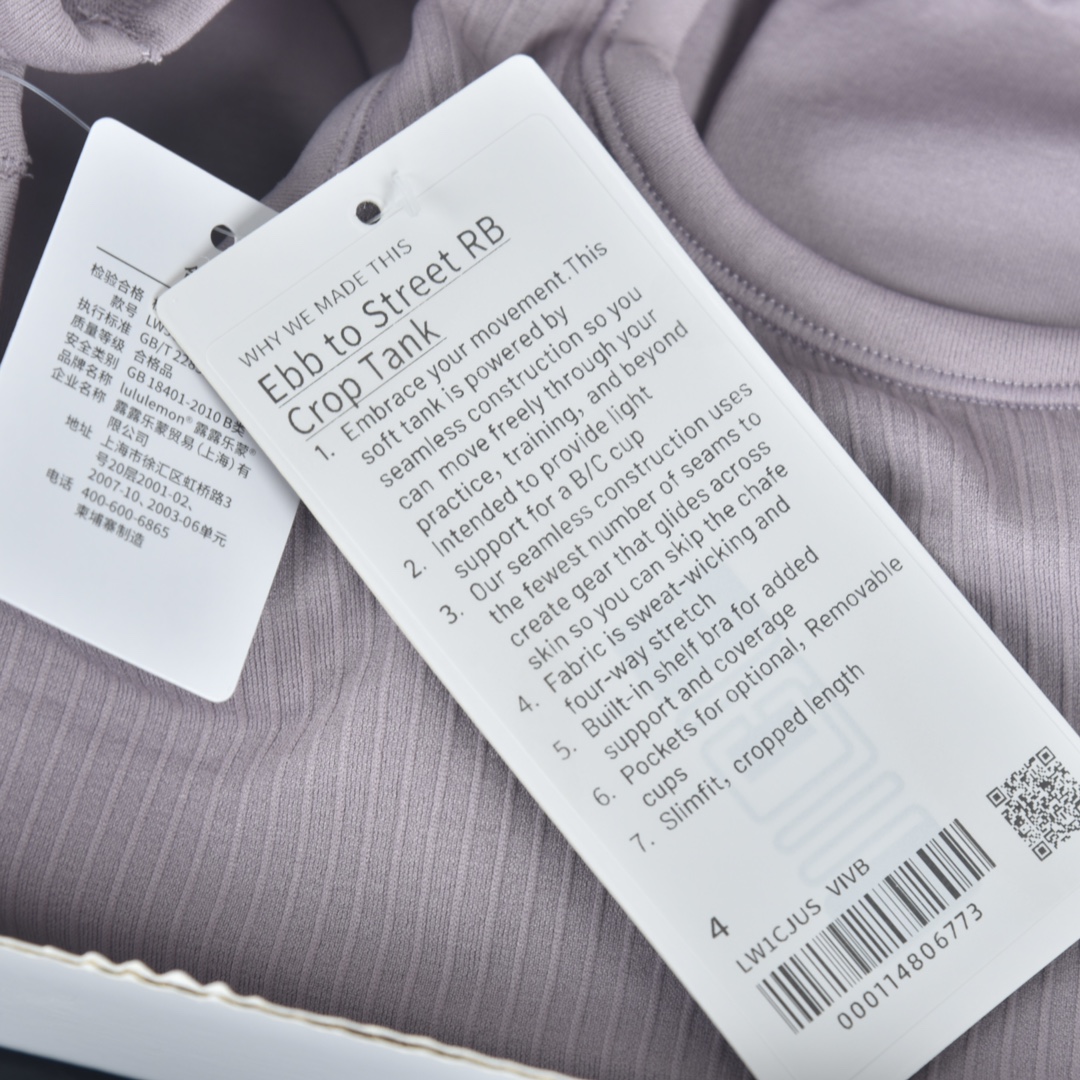 检验合格
款号
执行标准 GB/T
质量等级 合格品
安全类别 GB 18401-2010 B类
品牌名称 lululemon® 露露乐蒙®
企业名称 露露乐蒙贸易（上海）有
限公司
地址 上海市徐汇区虹桥路3
号20层2001-02、
2007-10、2003-06单元
电话 400-600-6865
柬埔寨制造
WHY WE MADE THIS
Ebb to Street RB
Crop Tank
1. Embrace your movement.This
soft tank is powered by
seamless construction so you
can move freely through your
practice, training, and beyond
2. Intended to provide light
support for a B/C cup
3. Our seamless construction uses
the fewest number of seams to
create gear that glides across
skin so you can skip the chafe
4. Fabric is sweat-wicking and
four-way stretch
5. Built-in shelf bra for added
support and coverage
6. Pockets for optional, Removable
cups
7. Slimfit, cropped length
4
LW1CJUS VIVB
000114806773